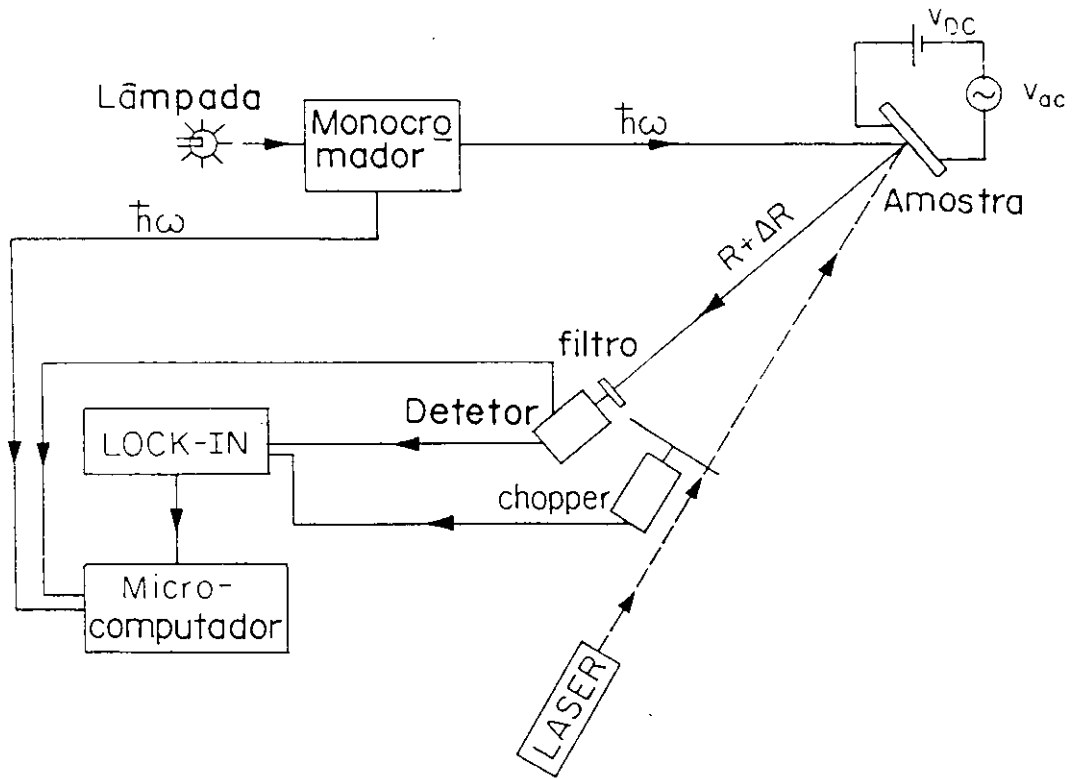 V_DC
V_ac
Lâmpada
Monocro
mador
ħω
Amostra
ħω
R+ΔR
filtro
Detetor
LOCK-IN
chopper
Micro-
computador
LASER